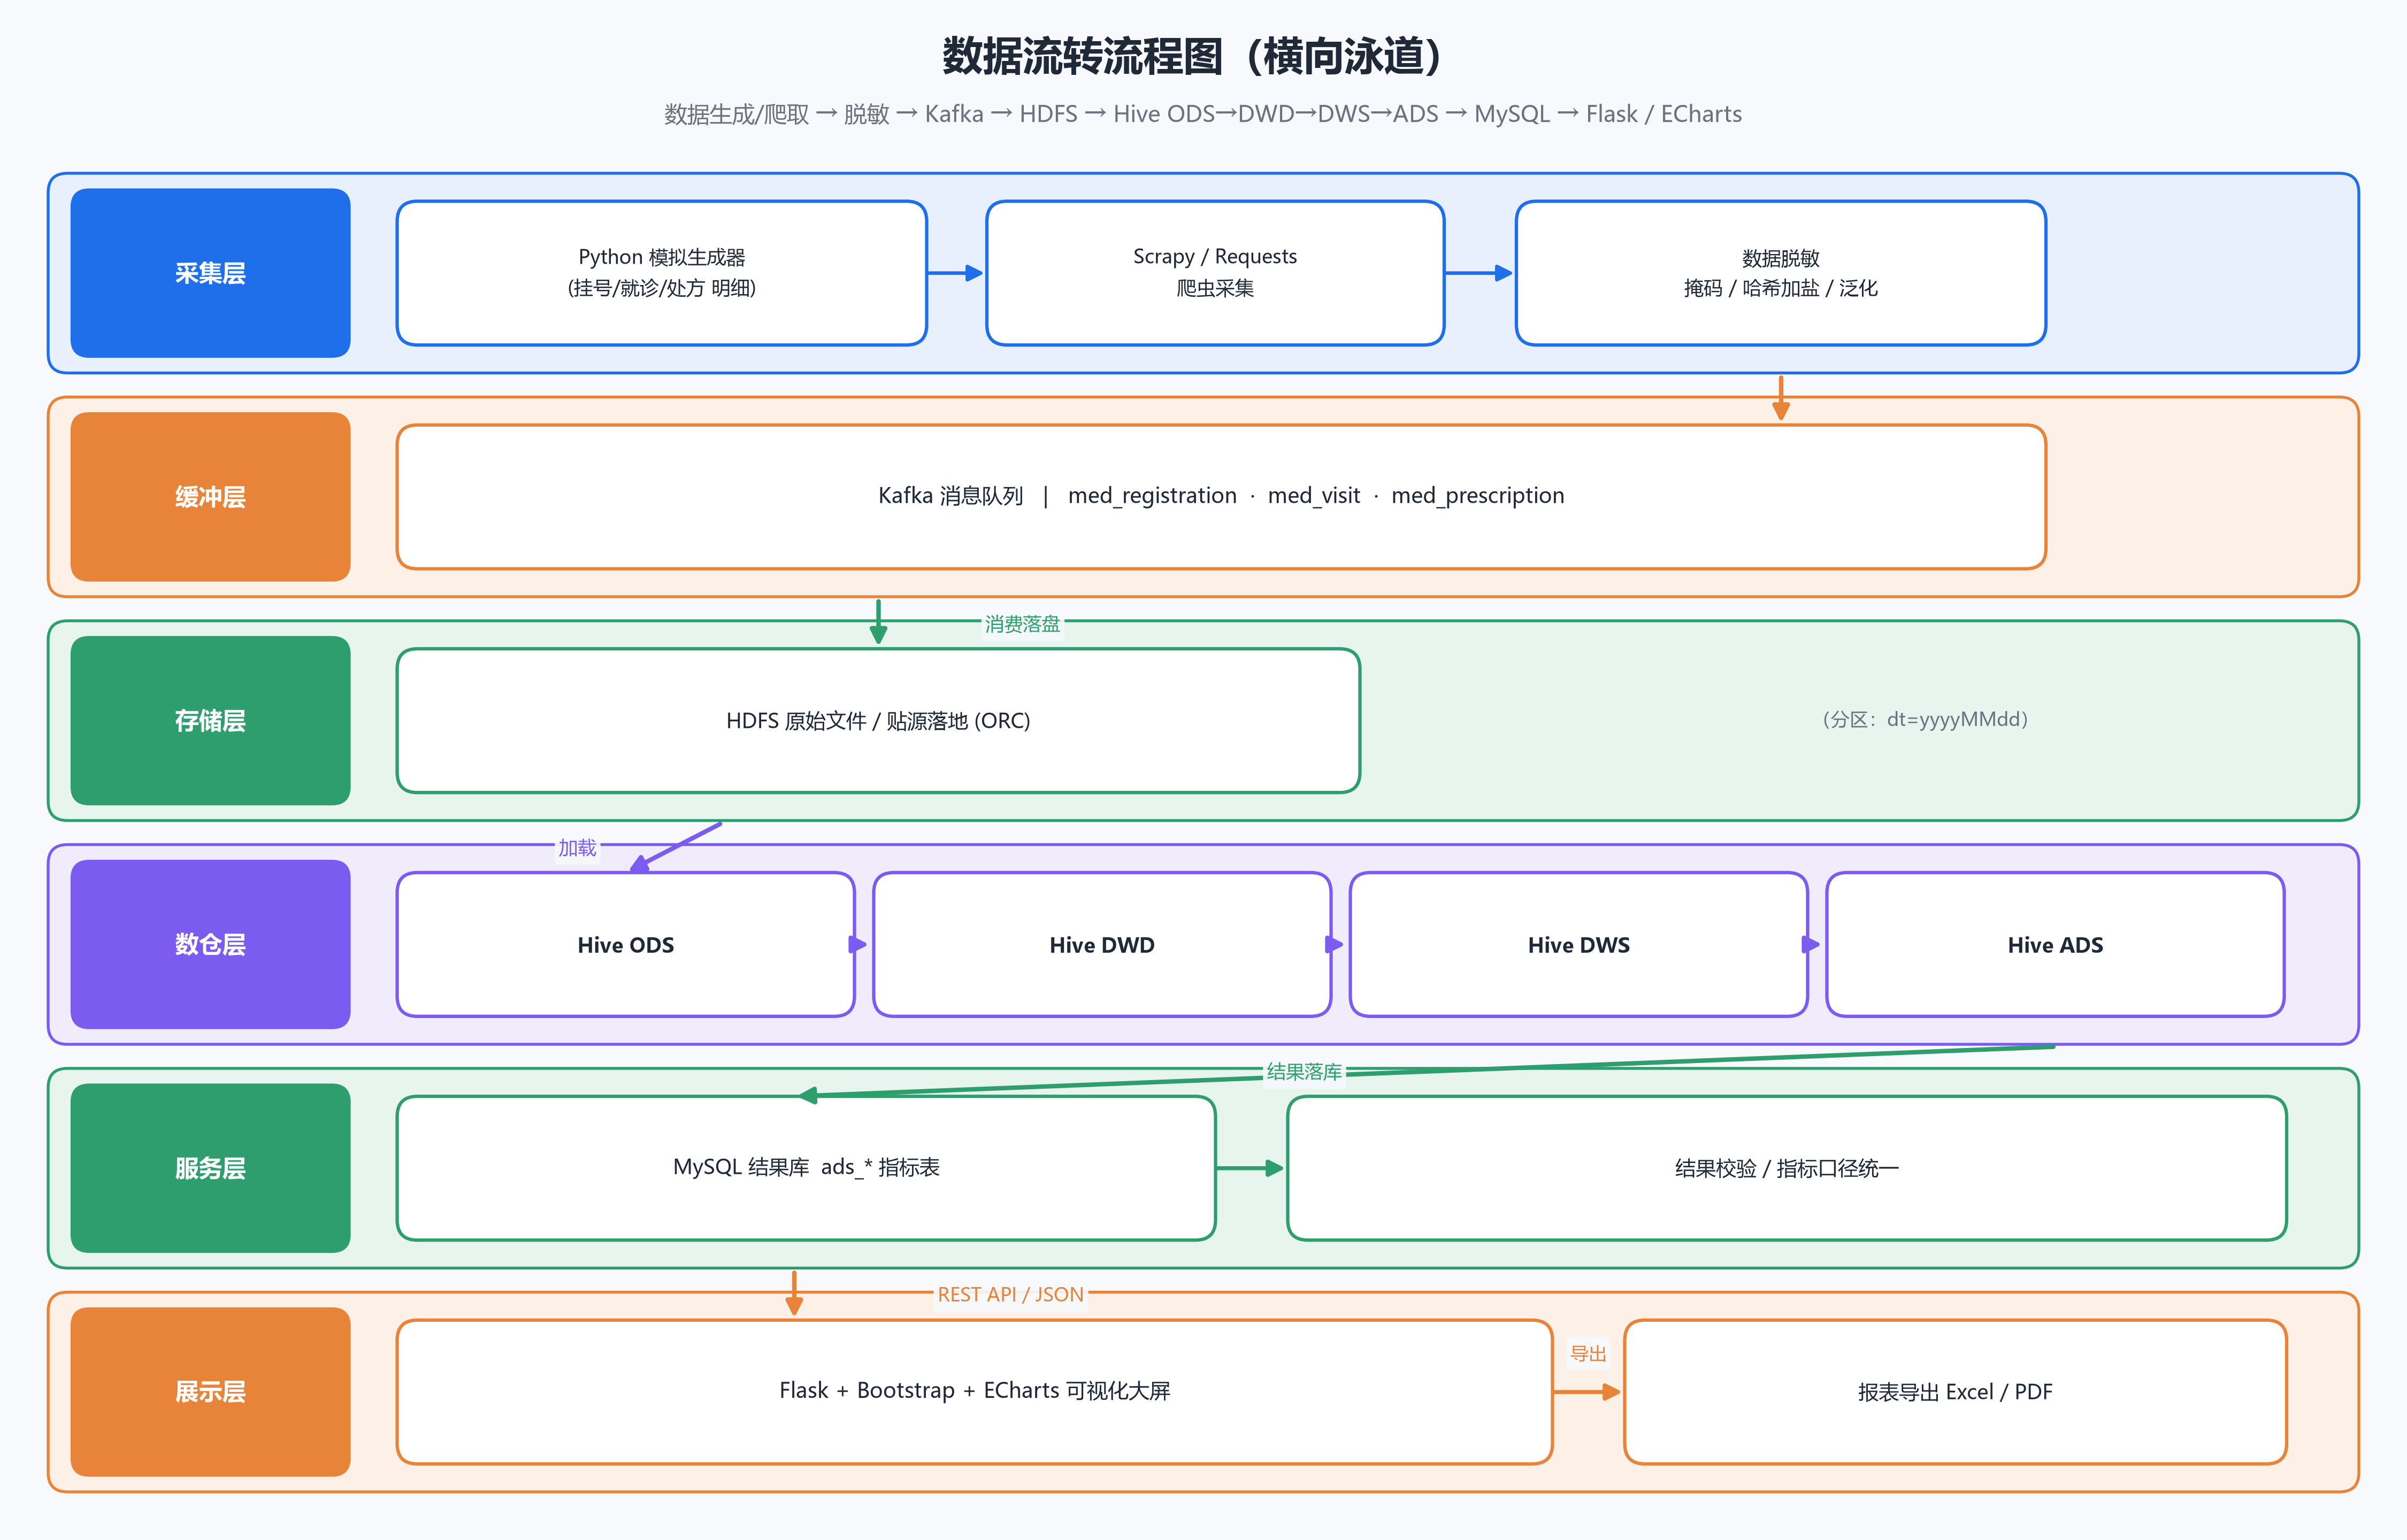 数据流转流程图（横向泳道）
数据生成/爬取 → 脱敏 → Kafka → HDFS → Hive ODS→DWD→DWS→ADS → MySQL → Flask / ECharts
采集层
Python 模拟生成器
(挂号/就诊/处方 明细)
Scrapy / Requests
爬虫采集
数据脱敏
掩码 / 哈希加盐 / 泛化
缓冲层
Kafka 消息队列 | med_registration · med_visit · med_prescription
消费落盘
存储层
HDFS 原始文件 / 贴源落地 (ORC)
（分区：dt=yyyyMMdd）
加载
数仓层
Hive ODS
Hive DWD
Hive DWS
Hive ADS
结果落库
服务层
MySQL 结果库 ads_* 指标表
结果校验 / 指标口径统一
REST API / JSON
展示层
Flask + Bootstrap + ECharts 可视化大屏
导出
报表导出 Excel / PDF